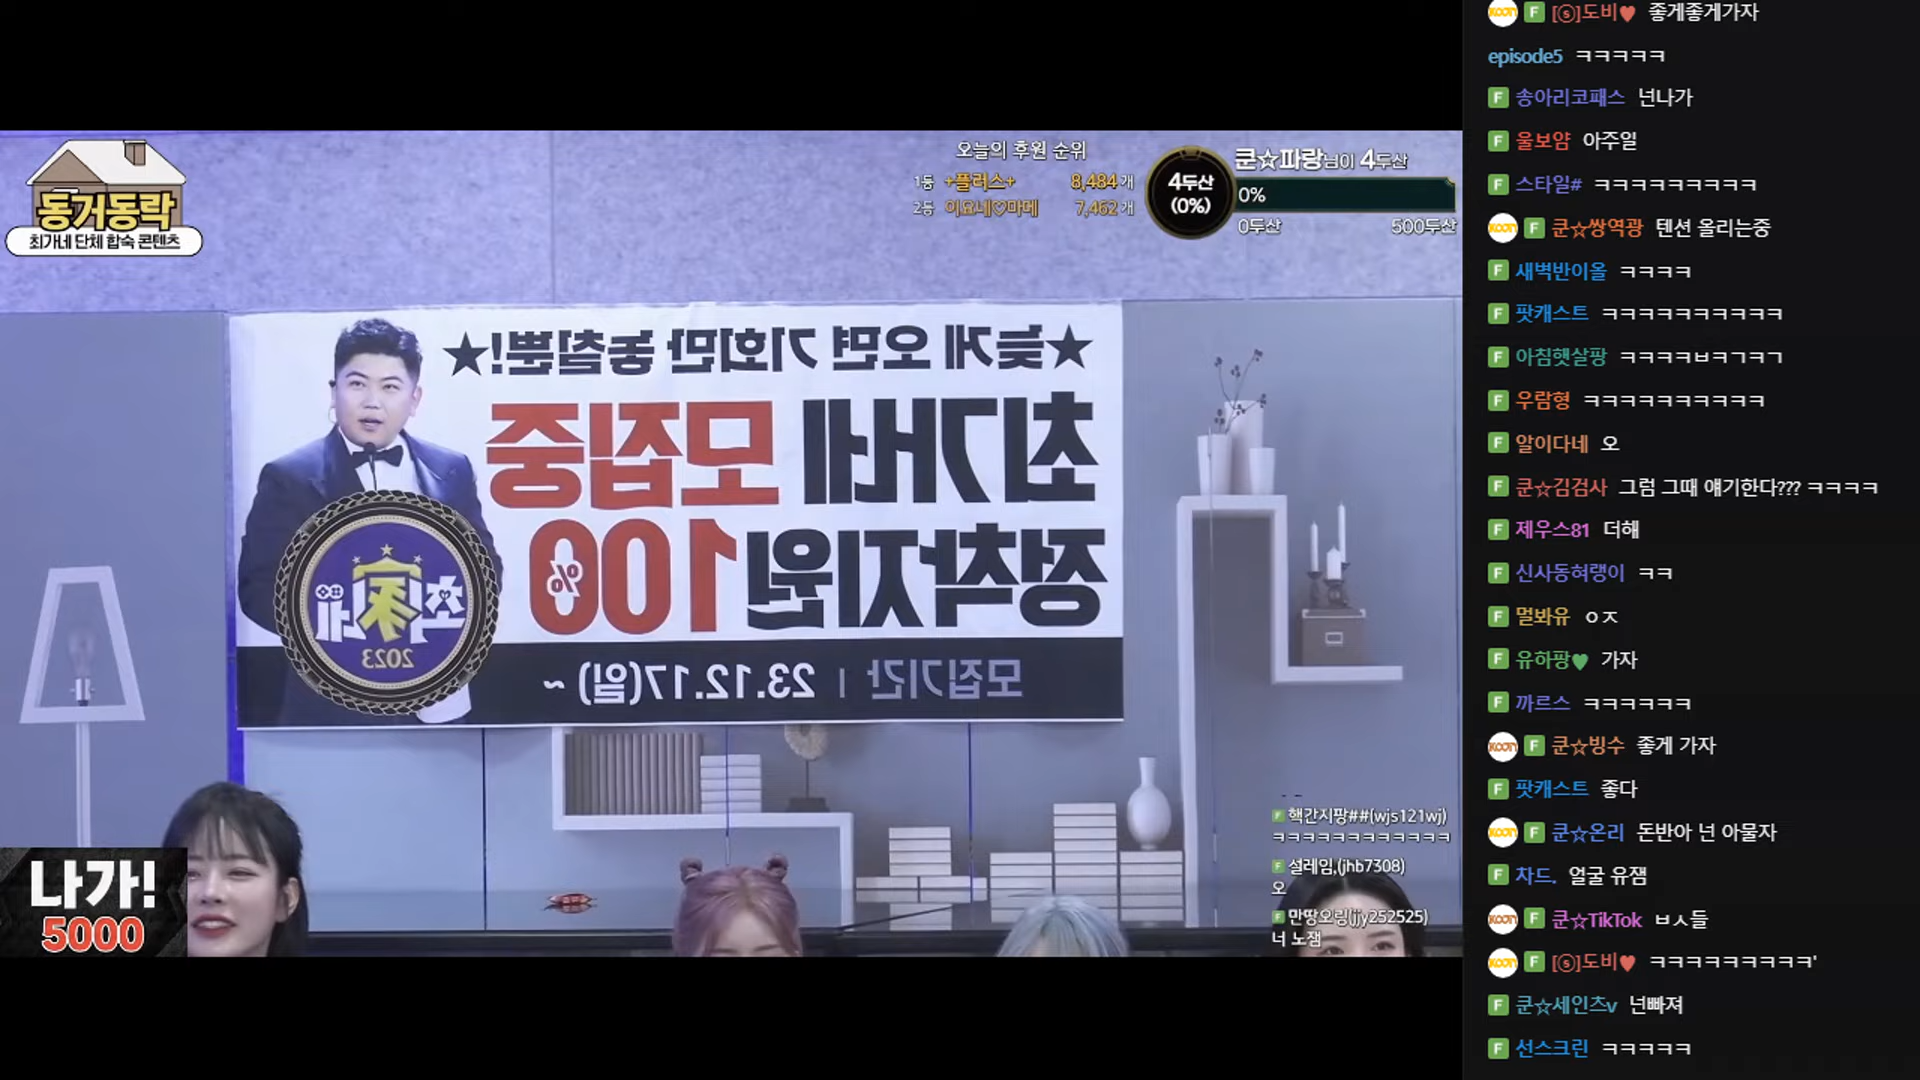 동거동락
최가네 단체 합숙 콘텐츠
오늘의 후원 순위
1등 +플러스+ 8,484개
2등 이요네♡마메 7,462개
4두산
(0%)
쿤☆파랑님이 4두산
0%
0두산 500두산
★늦게 오면 기회만 놓칠뿐!★
최가네 모집중
정착지원 100%
모집기간 | 23.12.17(일) ~
최家네
2023
나가!
5000
핵간지팡##(wjs121wj)
ㅋㅋㅋㅋㅋㅋㅋㅋㅋㅋㅋㅋ
설레임,(jhb7308)
오
만땅오링(jjy252525)
너 노잼
[ⓢ]도비♥ 좋게좋게가자
episode5 ㅋㅋㅋㅋㅋ
송아리코패스 넌나가
울보얌 아주일
스타일# ㅋㅋㅋㅋㅋㅋㅋㅋㅋ
쿤☆쌍역광 텐션 올리는중
새벽반이올 ㅋㅋㅋㅋ
팟캐스트 ㅋㅋㅋㅋㅋㅋㅋㅋㅋㅋ
아침햇살팡 ㅋㅋㅋㅋㅂㅋㄱㅋㄱ
우람형 ㅋㅋㅋㅋㅋㅋㅋㅋㅋㅋ
알이다네 오
쿤☆김검사 그럼 그때 얘기한다??? ㅋㅋㅋㅋ
제우스81 더해
신사동혀랭이 ㅋㅋ
멀봐유 ㅇㅈ
유하팡♥ 가자
까르스 ㅋㅋㅋㅋㅋㅋ
쿤☆빙수 좋게 가자
팟캐스트 좋다
쿤☆온리 돈반아 넌 아물자
차드. 얼굴 유잼
쿤☆TikTok ㅂㅅ들
[ⓢ]도비♥ ㅋㅋㅋㅋㅋㅋㅋㅋㅋ'
쿤☆세인츠v 넌빠져
선스크린 ㅋㅋㅋㅋㅋ